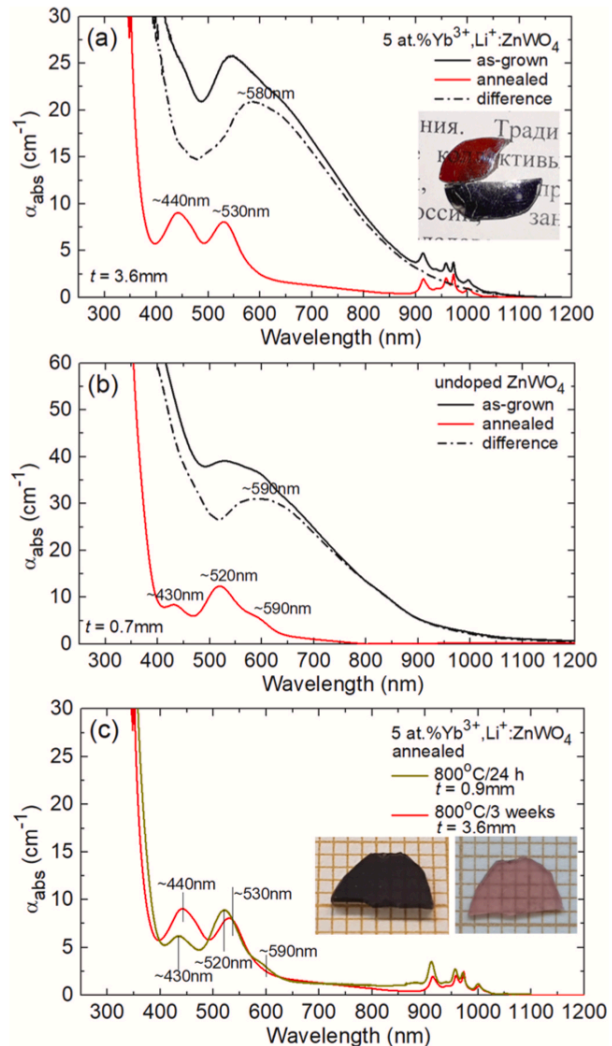 (a)
5 at.%Yb³⁺,Li⁺:ZnWO₄
as-grown
annealed
difference
~580nm
~440nm
~530nm
t = 3.6mm
ния. Тради
αabs (cm⁻¹)
30
25
20
15
10
5
0
300 400 500 600 700 800 900 1000 1100 1200
Wavelength (nm)
(b)
undoped ZnWO₄
as-grown
annealed
difference
~590nm
~520nm
~430nm
~590nm
t = 0.7mm
αabs (cm⁻¹)
60
50
40
30
20
10
0
300 400 500 600 700 800 900 1000 1100 1200
Wavelength (nm)
(c)
5 at.%Yb³⁺,Li⁺:ZnWO₄
annealed
800°C/24 h
t = 0.9mm
800°C/3 weeks
t = 3.6mm
~440nm
~530nm
~590nm
~520nm
~430nm
αabs (cm⁻¹)
30
25
20
15
10
5
0
300 400 500 600 700 800 900 1000 1100 1200
Wavelength (nm)